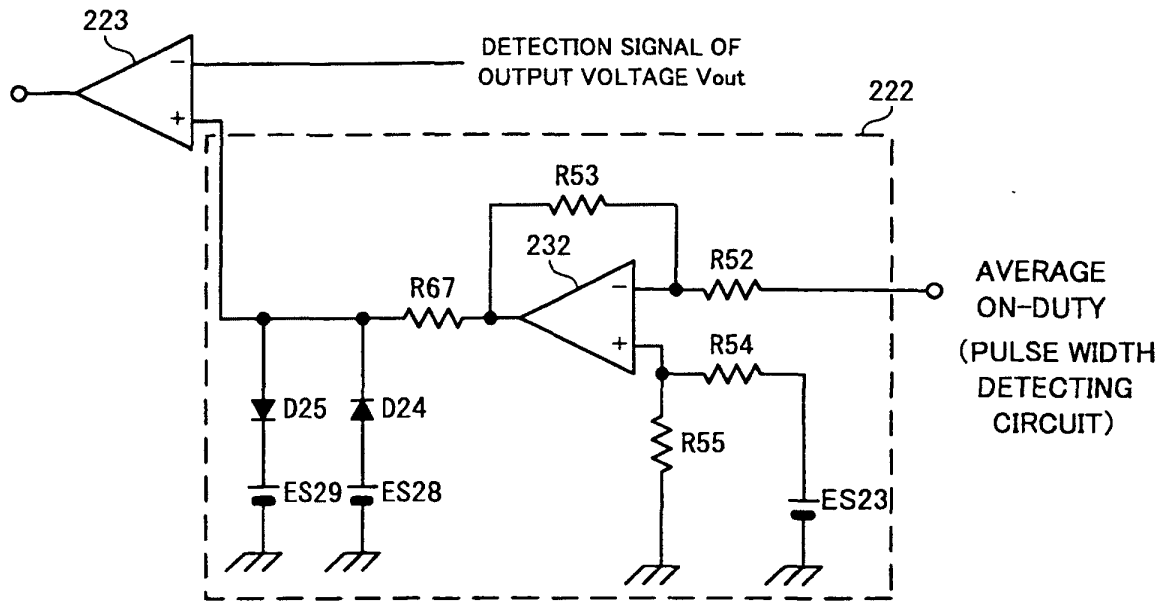 223
DETECTION SIGNAL OF
OUTPUT VOLTAGE Vout
222
−
+
R53
232
R67
R52
−
+
R54
AVERAGE
ON-DUTY
(PULSE WIDTH
DETECTING
CIRCUIT)
D25
D24
R55
ES29
ES28
ES23